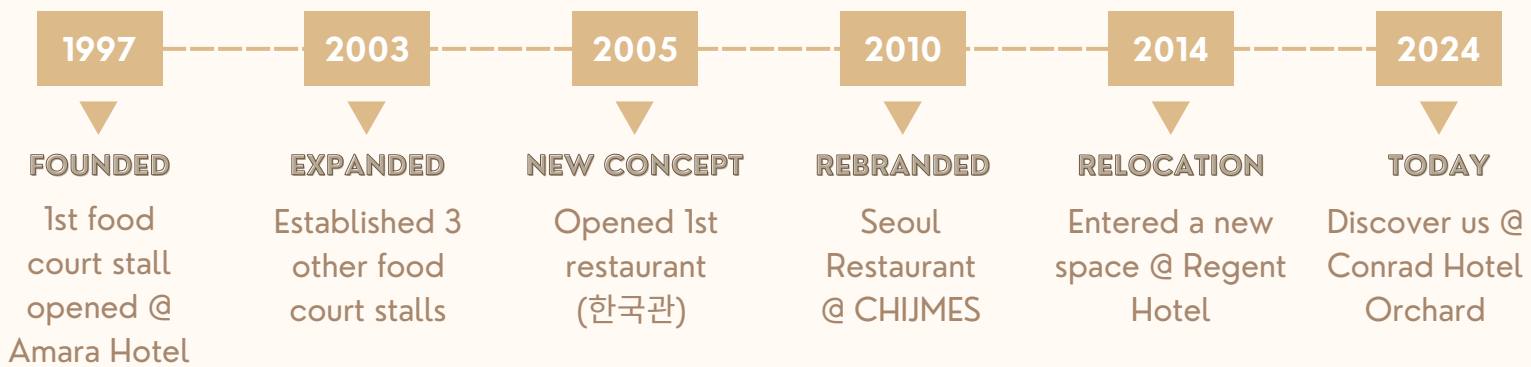 1997
FOUNDED
1st food
court stall
opened @
Amara Hotel
2003
EXPANDED
Established 3
other food
court stalls
2005
NEW CONCEPT
Opened 1st
restaurant
(한국관)
2010
REBRANDED
Seoul
Restaurant
@ CHIJMES
2014
RELOCATION
Entered a new
space @ Regent
Hotel
2024
TODAY
Discover us @
Conrad Hotel
Orchard